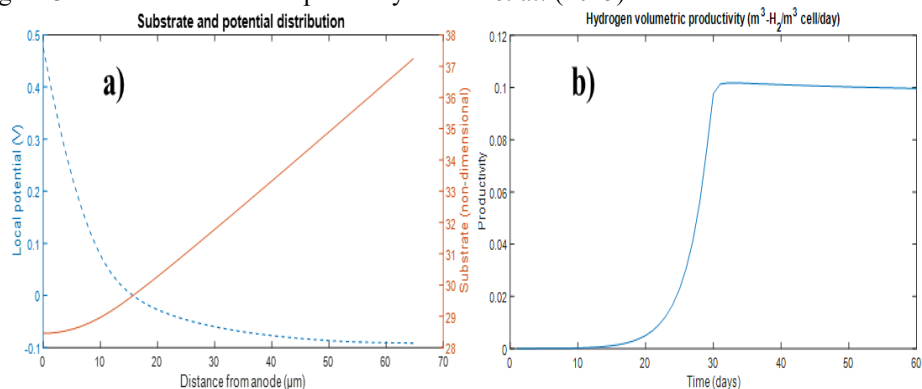 Substrate and potential distribution
a)
Local potential (V)
0.5
0.4
0.3
0.2
0.1
0
-0.1
38
37
36
35
34
33
32
31
30
29
28
Substrate (non-dimensional)
0 10 20 30 40 50 60 70
Distance from anode (µm)
Hydrogen volumetric productivity (m³-H₂/m³ cell/day)
b)
Productivity
0.12
0.1
0.08
0.06
0.04
0.02
0
0 10 20 30 40 50 60
Time (days)